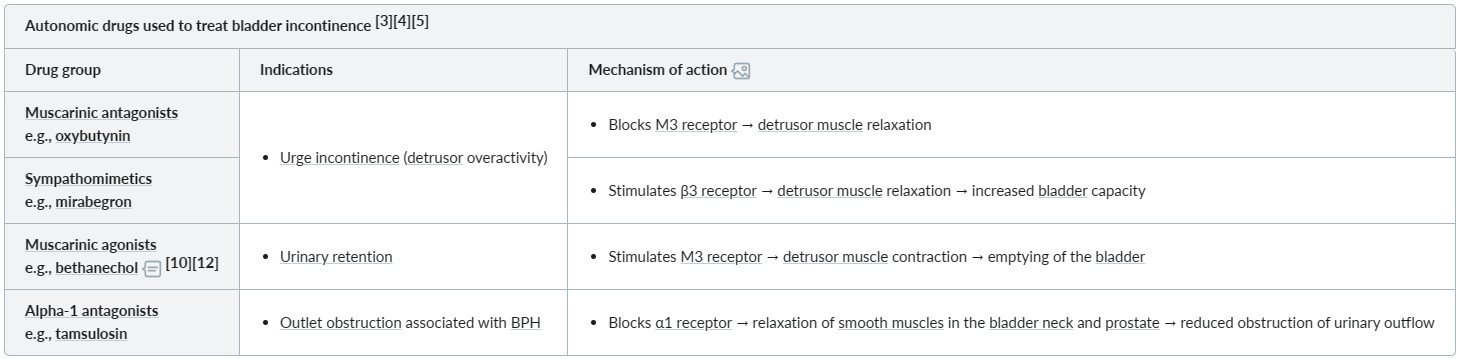 Autonomic drugs used to treat bladder incontinence [3][4][5]
Drug group
Indications
Mechanism of action
Muscarinic antagonists
e.g., oxybutynin
• Urge incontinence (detrusor overactivity)
• Blocks M3 receptor → detrusor muscle relaxation
Sympathomimetics
e.g., mirabegron
• Stimulates β3 receptor → detrusor muscle relaxation → increased bladder capacity
Muscarinic agonists
e.g., bethanechol [10][12]
• Urinary retention
• Stimulates M3 receptor → detrusor muscle contraction → emptying of the bladder
Alpha-1 antagonists
e.g., tamsulosin
• Outlet obstruction associated with BPH
• Blocks α1 receptor → relaxation of smooth muscles in the bladder neck and prostate → reduced obstruction of urinary outflow